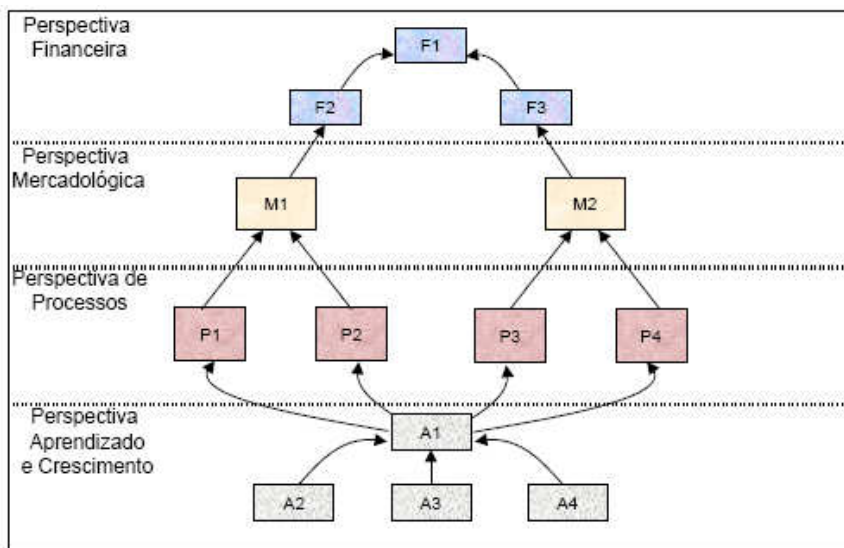 Perspectiva
Financeira
F1
F2
F3
Perspectiva
Mercadológica
M1
M2
Perspectiva de
Processos
P1
P2
P3
P4
Perspectiva
Aprendizado
e Crescimento
A1
A2
A3
A4